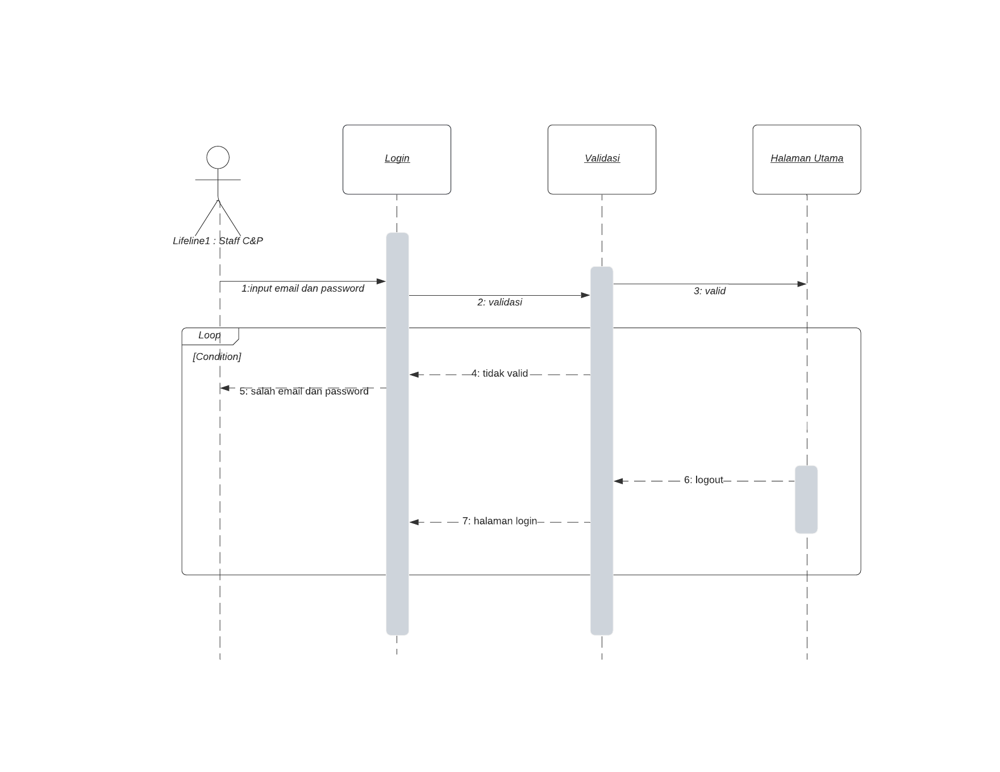 Login
Validasi
Halaman Utama
Lifeline1 : Staff C&P
1:input email dan password
3: valid
2: validasi
Loop
[Condition]
4: tidak valid
5: salah email dan password
6: logout
7: halaman login